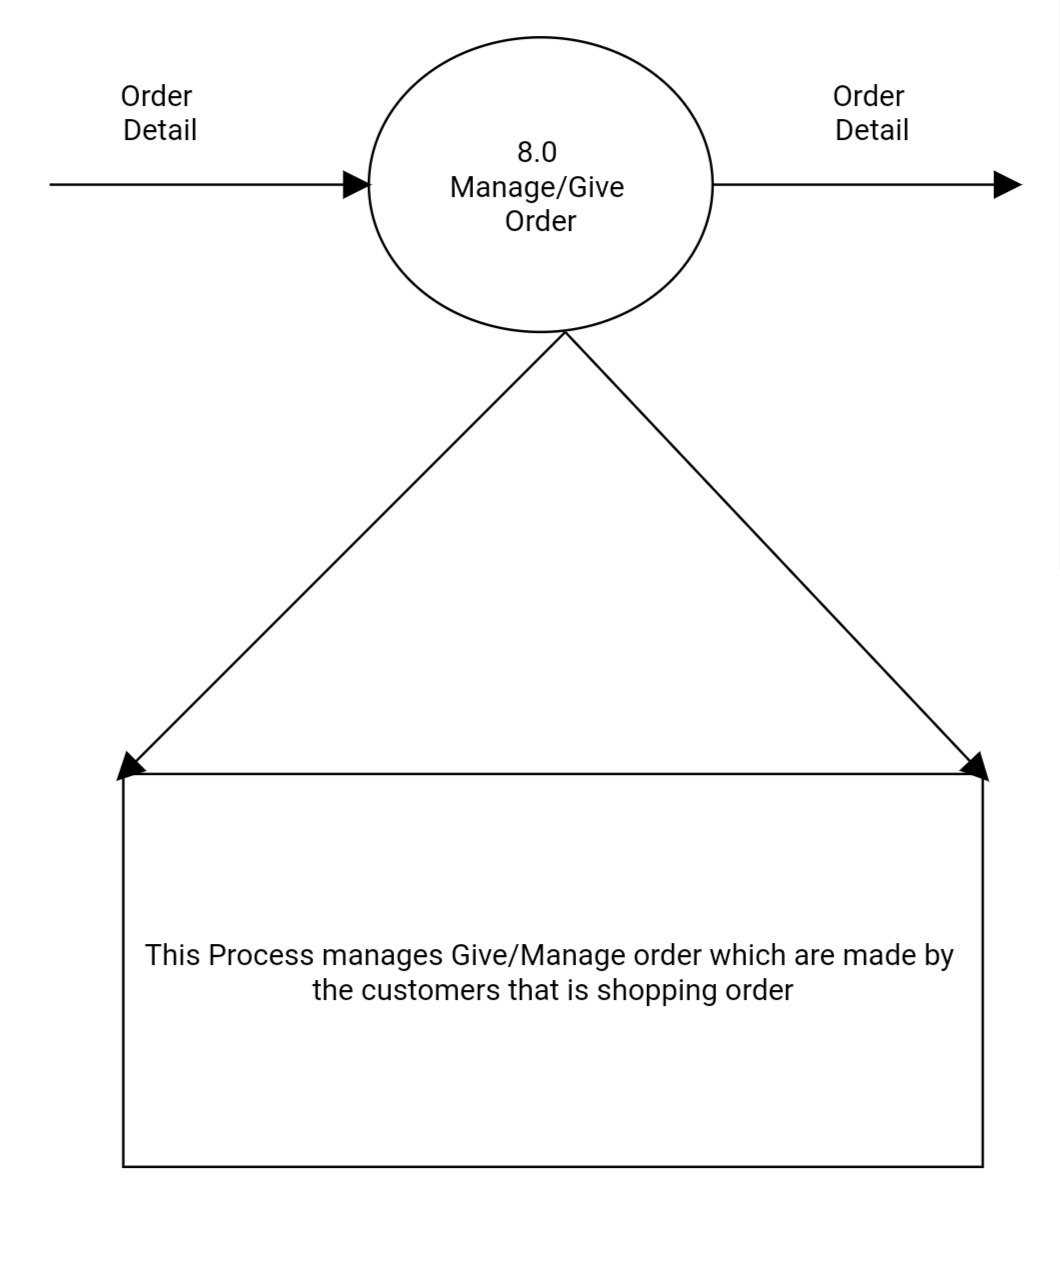 Order
Detail
8.0
Manage/Give
Order
Order
Detail
This Process manages Give/Manage order which are made by
the customers that is shopping order